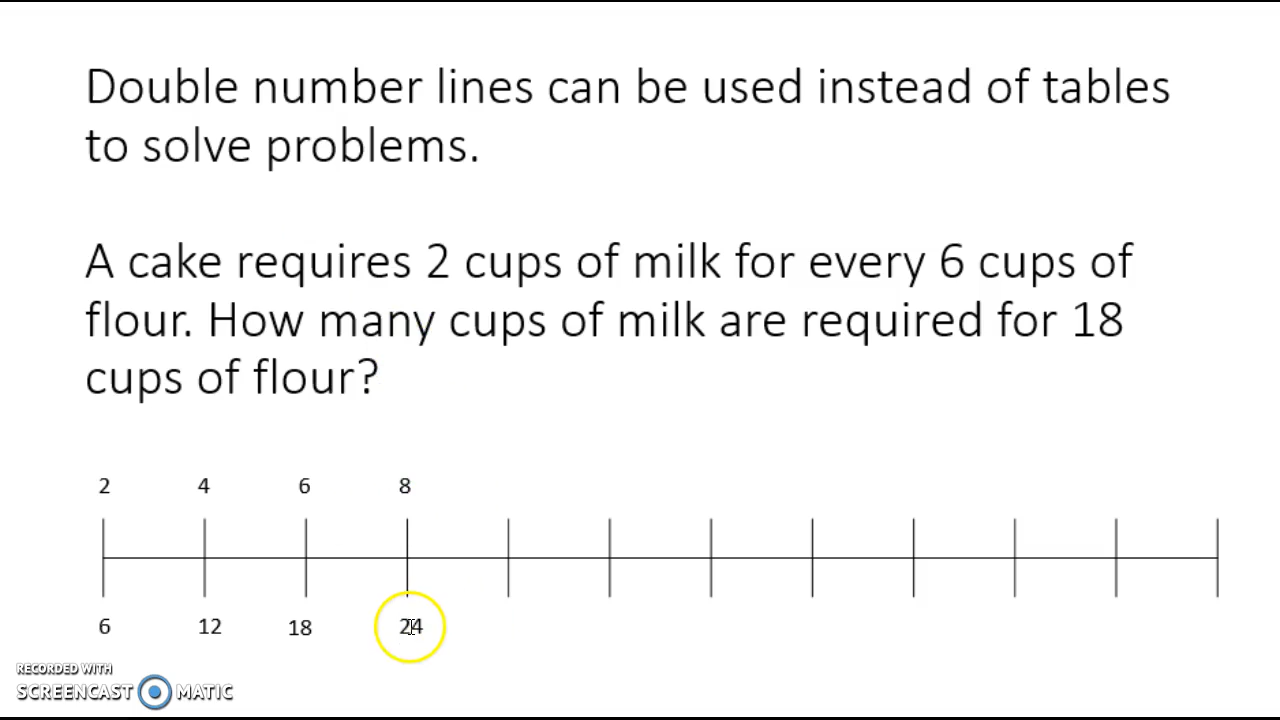 Double number lines can be used instead of tables
to solve problems.
A cake requires 2 cups of milk for every 6 cups of
flour. How many cups of milk are required for 18
cups of flour?
2 4 6 8
6 12 18 24
RECORDED WITH
SCREENCAST MATIC